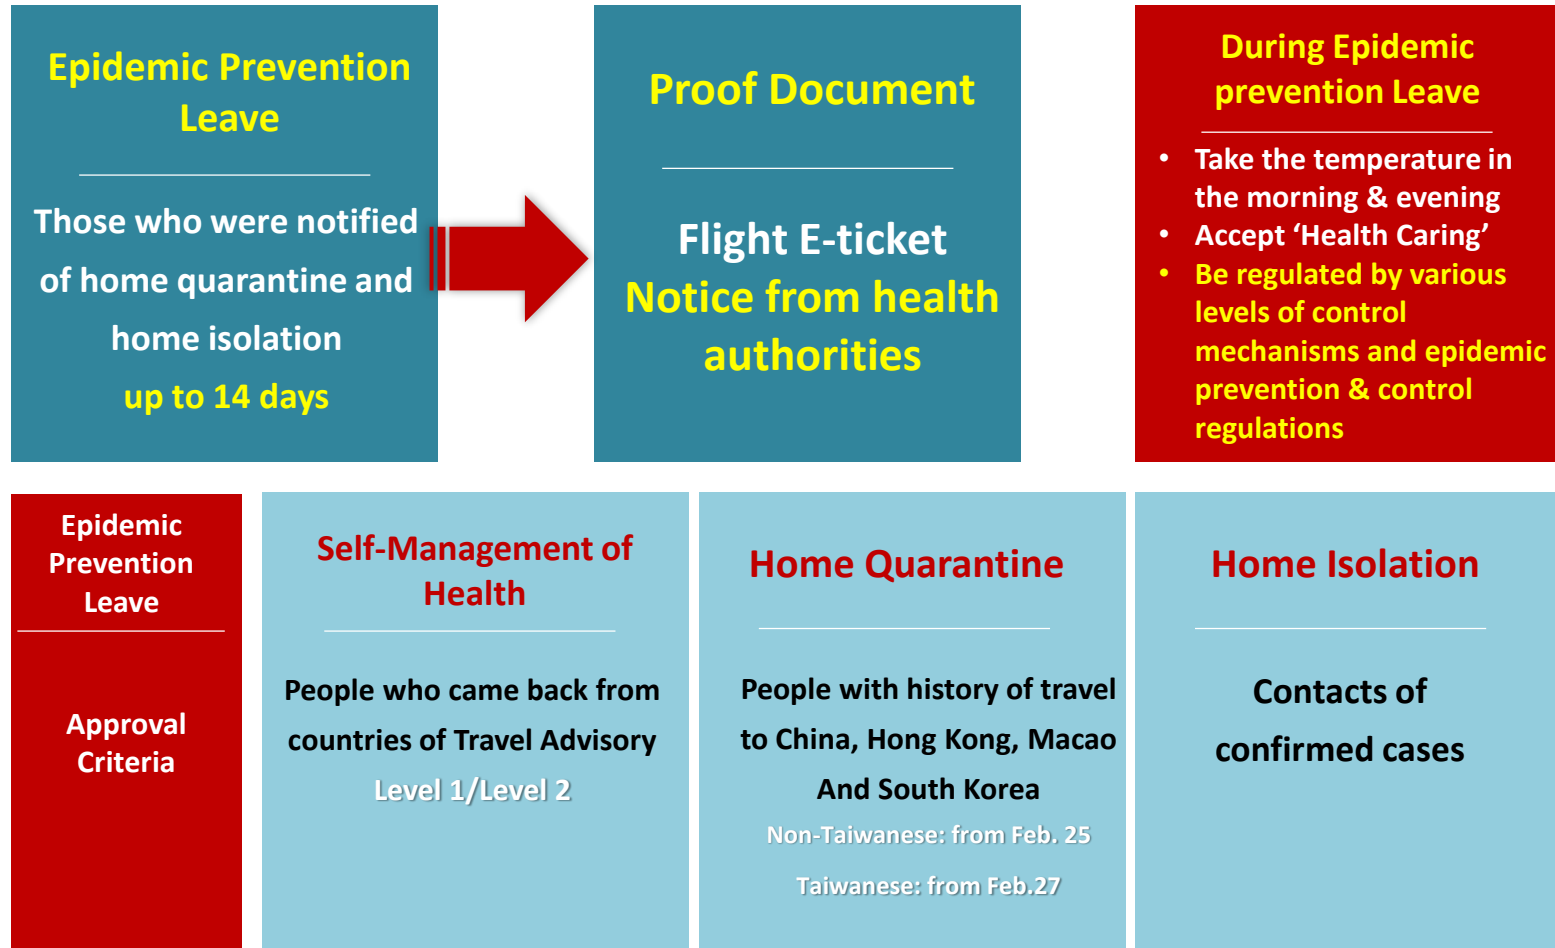 Epidemic Prevention
Leave
Those who were notified
of home quarantine and
home isolation
up to 14 days
Proof Document
Flight E-ticket
Notice from health
authorities
During Epidemic
prevention Leave
• Take the temperature in
the morning & evening
• Accept ‘Health Caring’
• Be regulated by various
levels of control
mechanisms and epidemic
prevention & control
regulations
Epidemic
Prevention
Leave
Approval
Criteria
Self-Management of
Health
People who came back from
countries of Travel Advisory
Level 1/Level 2
Home Quarantine
People with history of travel
to China, Hong Kong, Macao
And South Korea
Non-Taiwanese: from Feb. 25
Taiwanese: from Feb.27
Home Isolation
Contacts of
confirmed cases